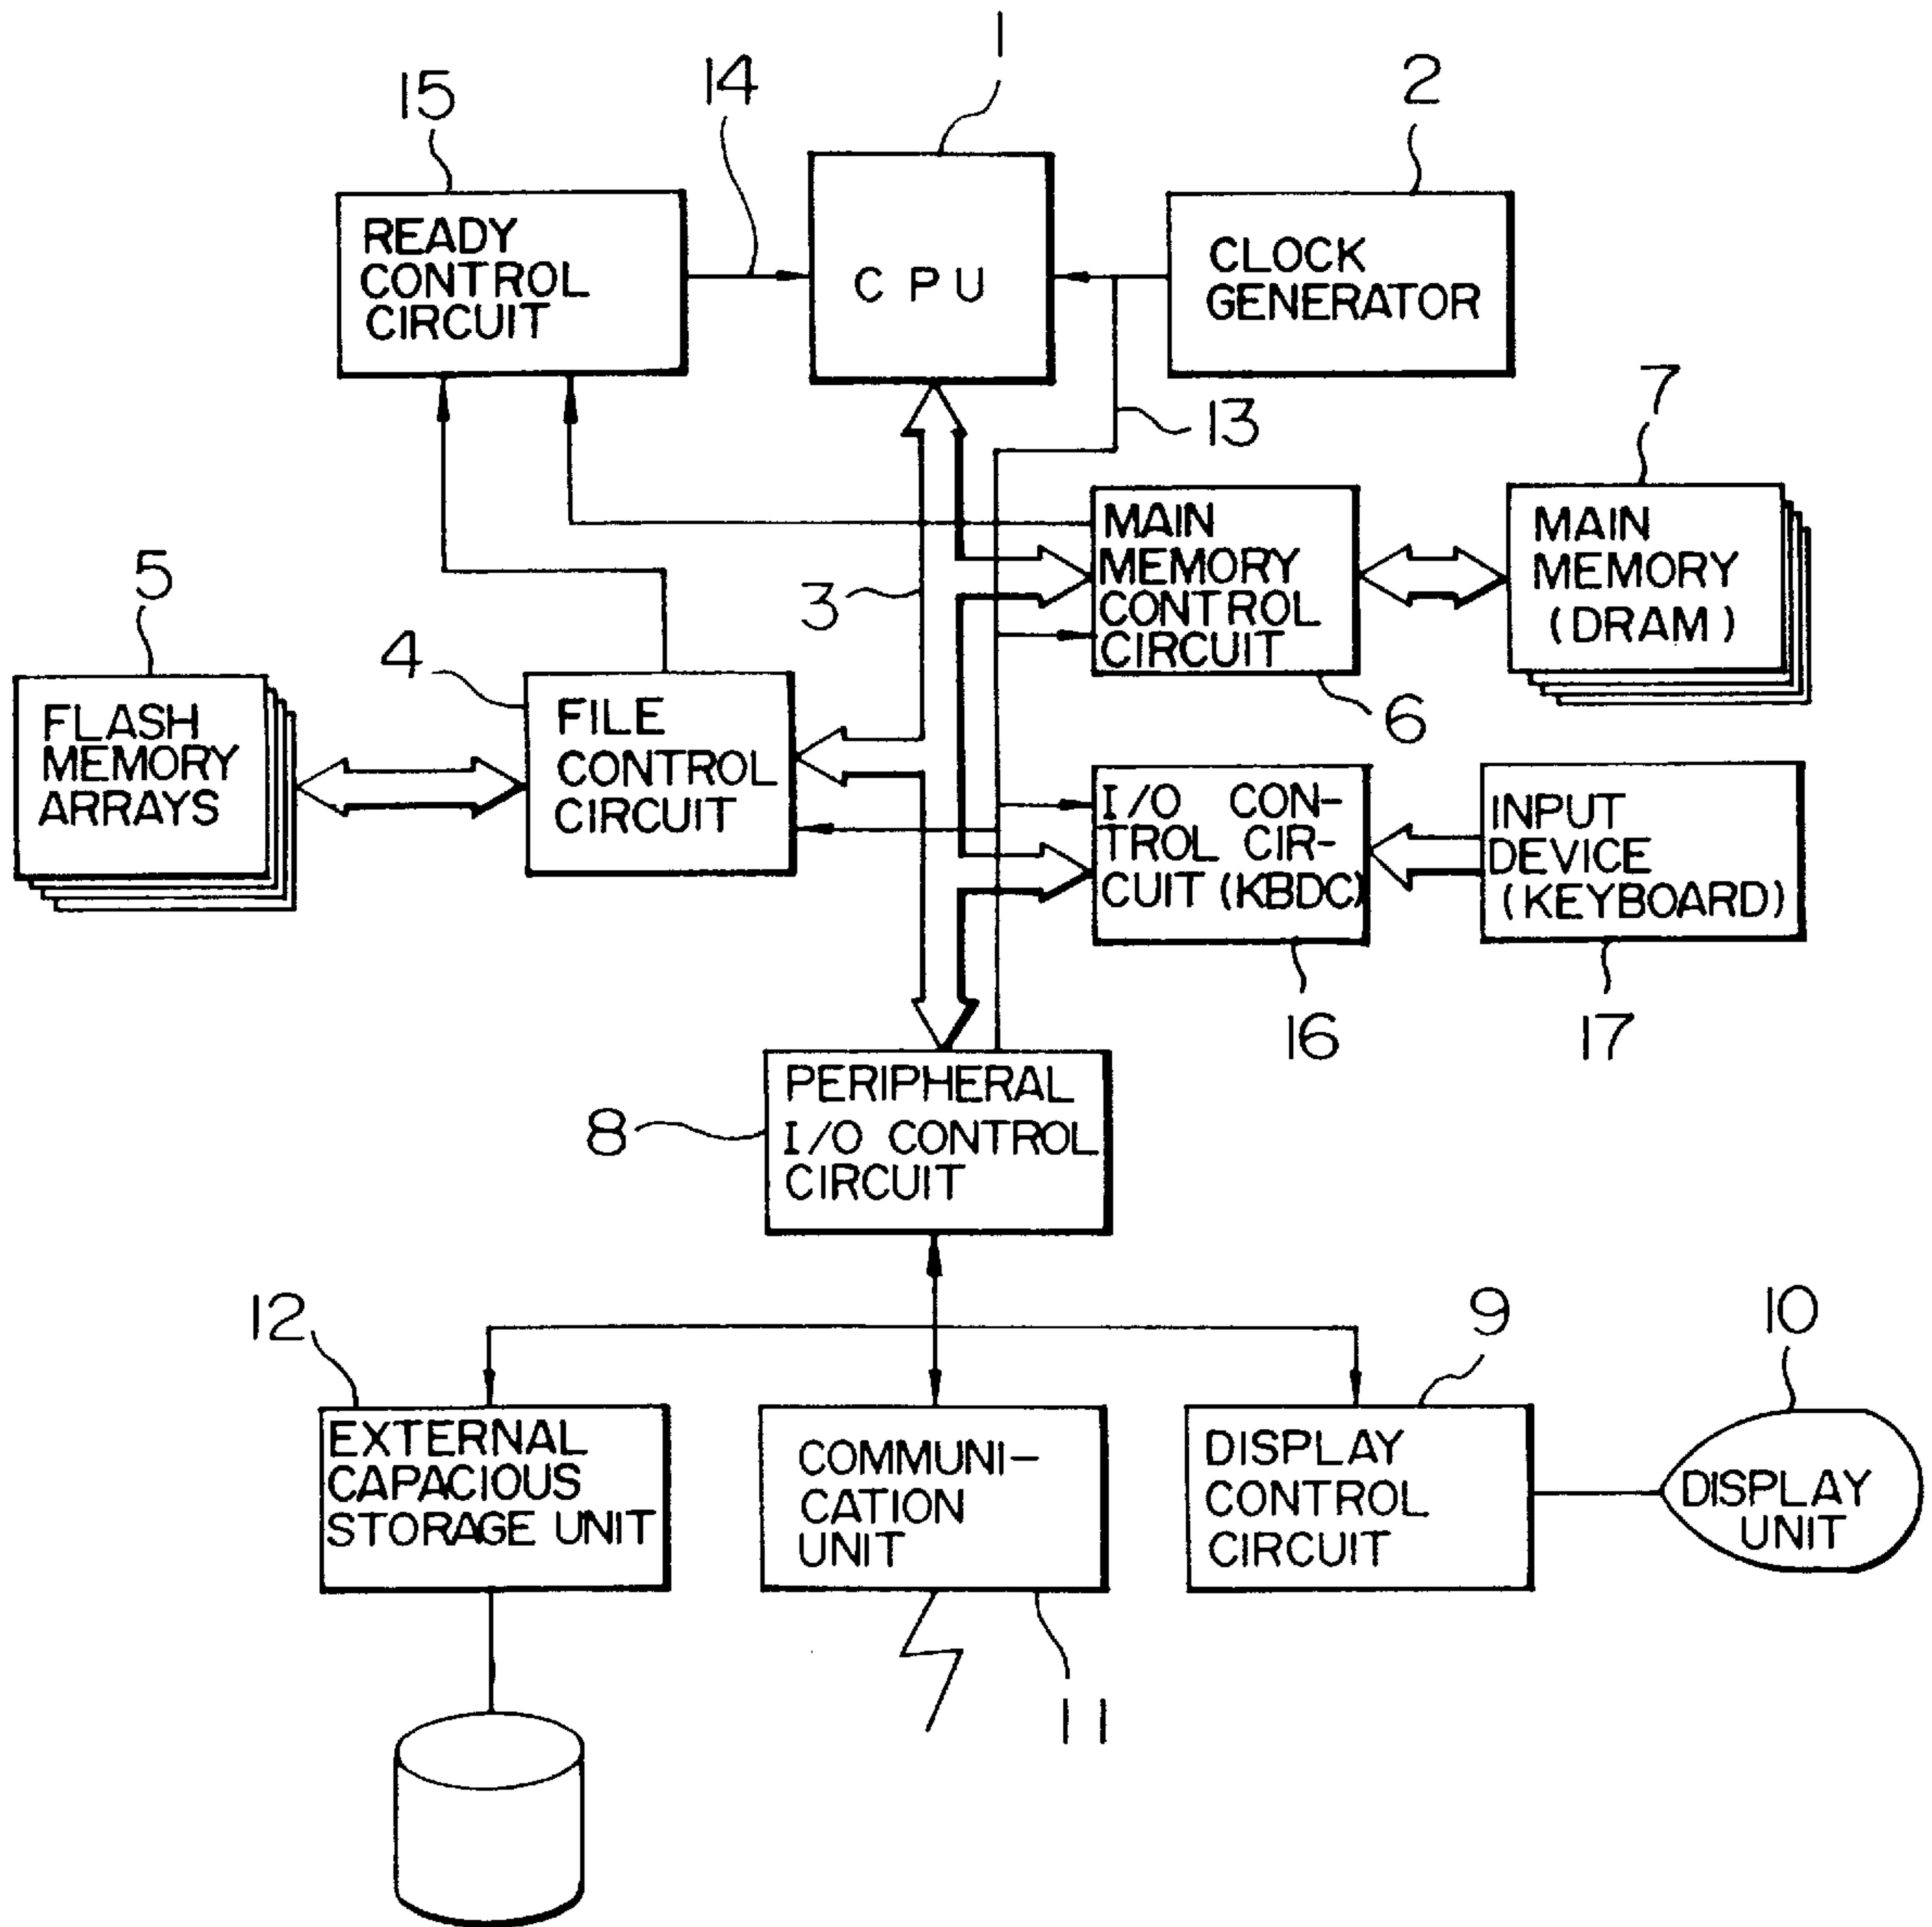 1
14
2
15
READY
CONTROL
CIRCUIT
C P U
CLOCK
GENERATOR
13
7
MAIN
MEMORY
CONTROL
CIRCUIT
MAIN
MEMORY
(DRAM)
5
3
4
6
FLASH
MEMORY
ARRAYS
FILE
CONTROL
CIRCUIT
I/O CON-
TROL CIR-
CUIT (KBDC)
INPUT
DEVICE
(KEYBOARD)
16
17
8
PERIPHERAL
I/O CONTROL
CIRCUIT
12
9
10
EXTERNAL
CAPACIOUS
STORAGE UNIT
COMMUNI-
CATION
UNIT
DISPLAY
CONTROL
CIRCUIT
DISPLAY
UNIT
11